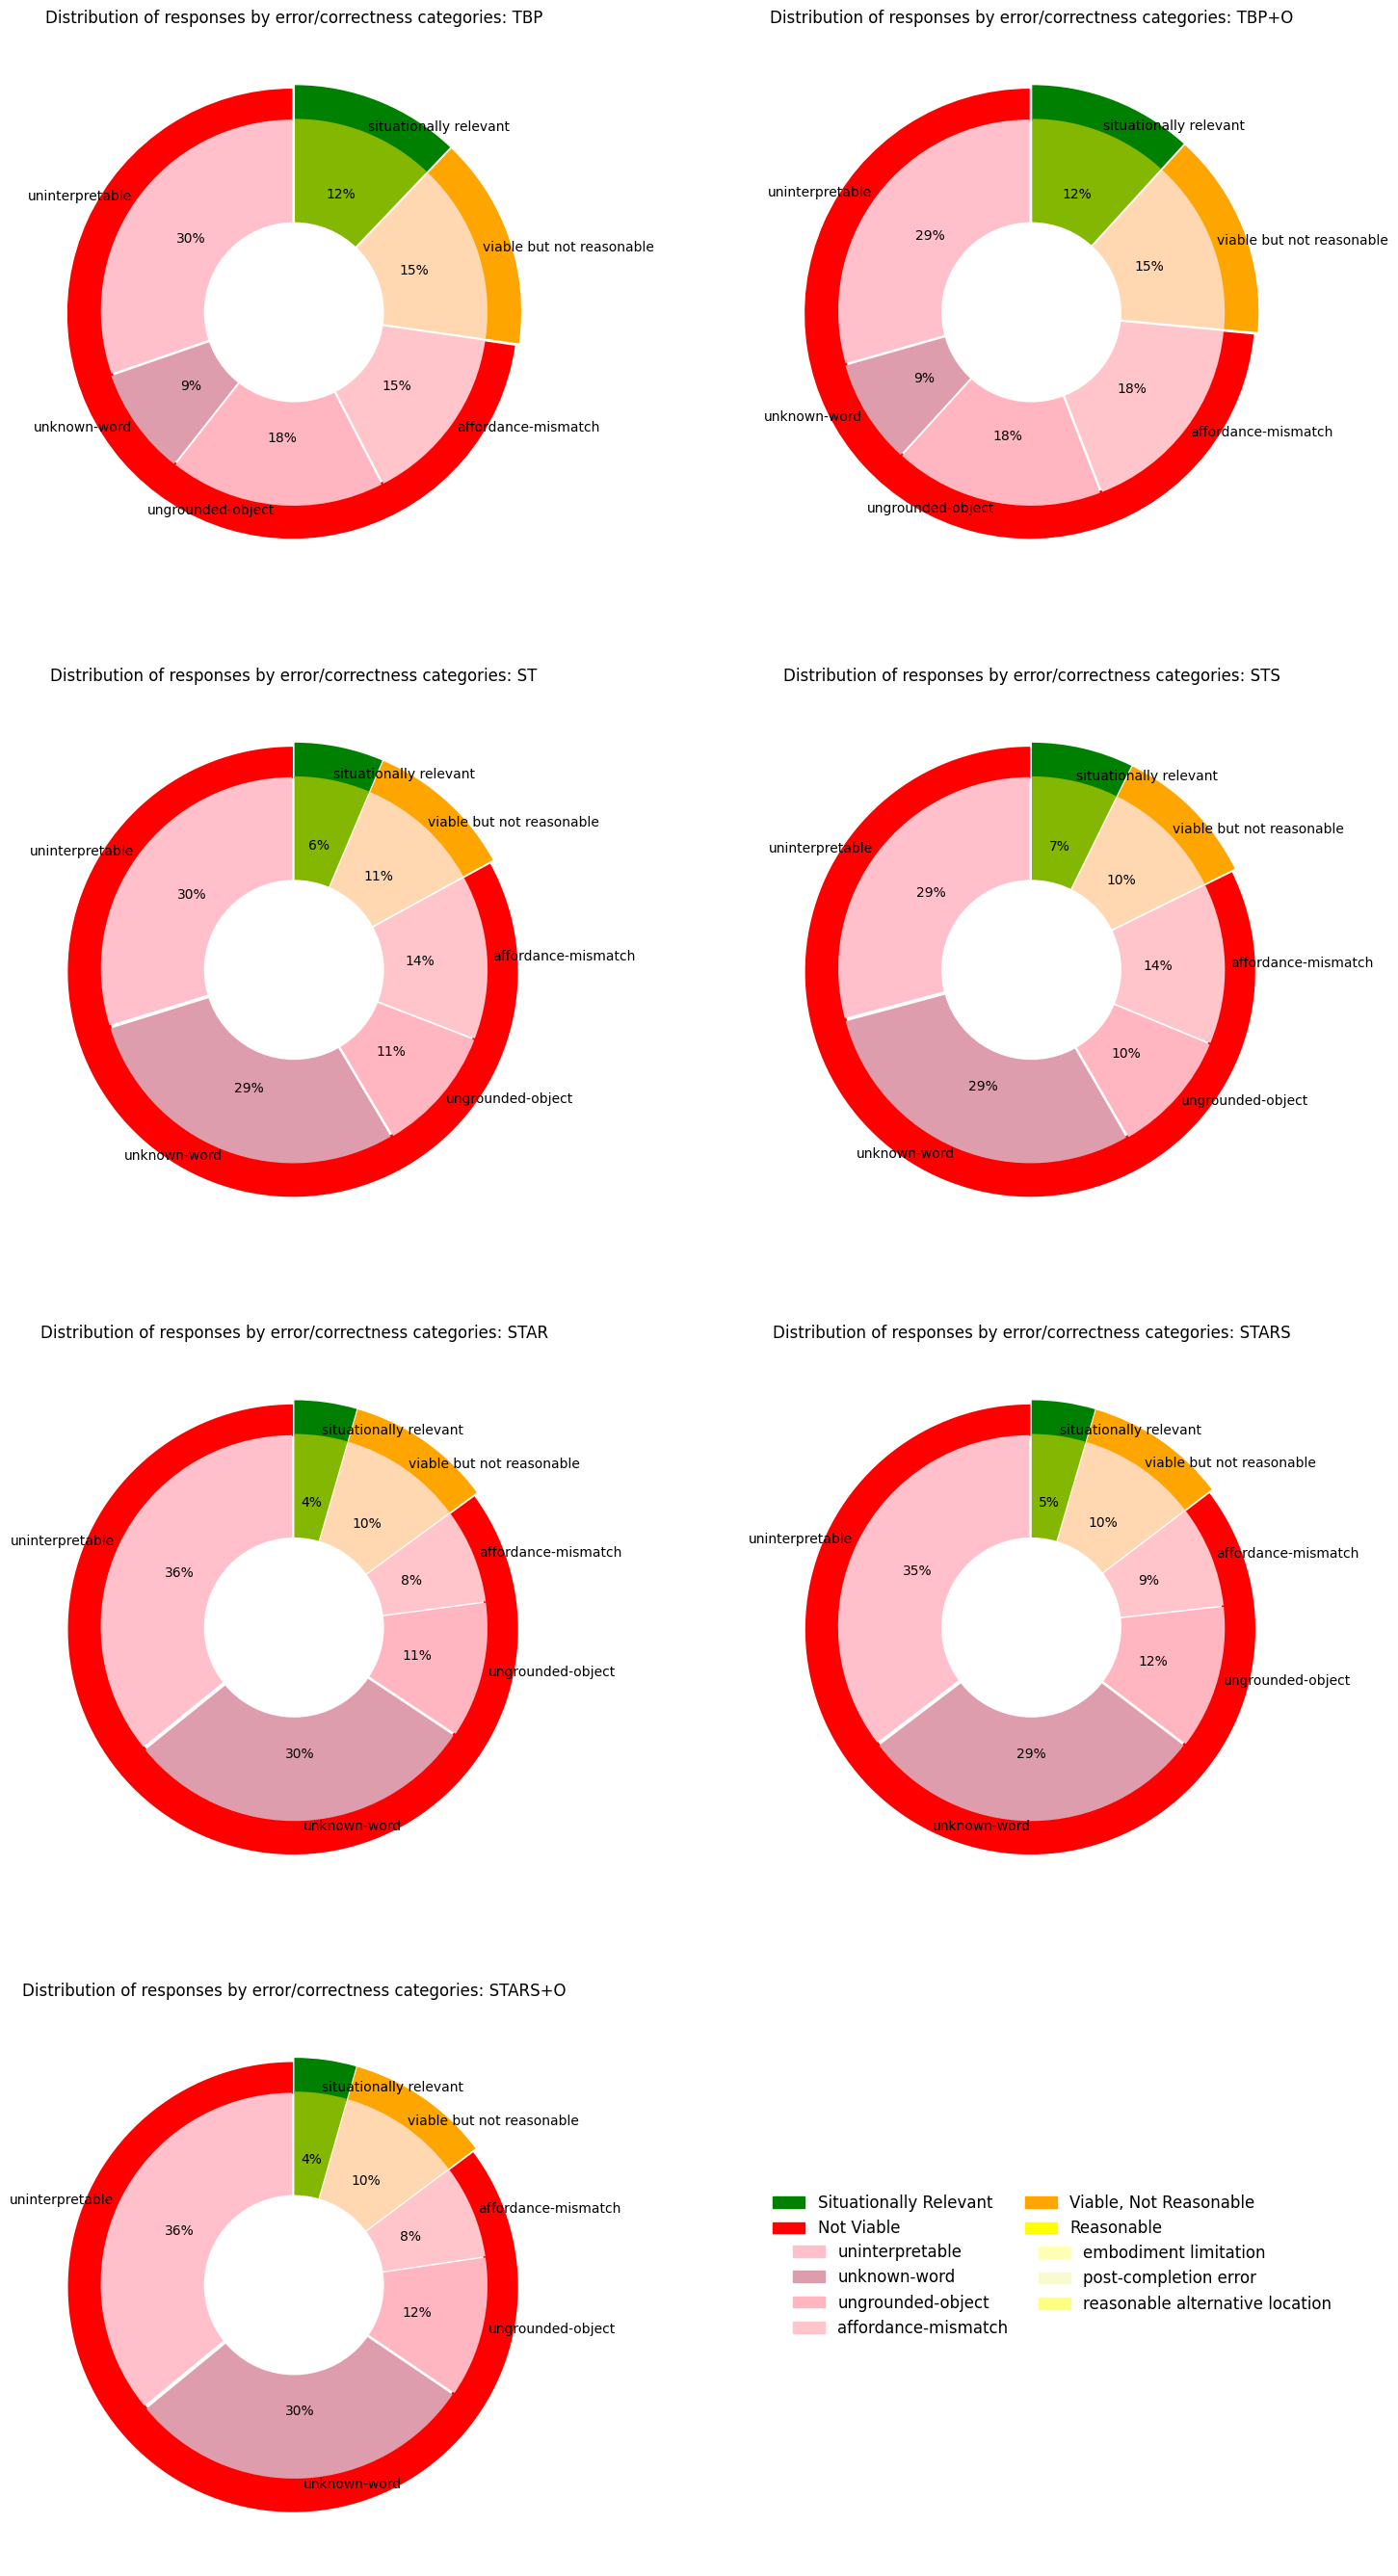 Distribution of responses by error/correctness categories: TBP
situationally relevant
12%
viable but not reasonable
15%
affordance-mismatch
15%
ungrounded-object
18%
unknown-word
9%
uninterpretable
30%
Distribution of responses by error/correctness categories: TBP+O
situationally relevant
12%
viable but not reasonable
15%
affordance-mismatch
18%
ungrounded-object
18%
unknown-word
9%
uninterpretable
29%
Distribution of responses by error/correctness categories: ST
situationally relevant
6%
viable but not reasonable
11%
affordance-mismatch
14%
ungrounded-object
11%
unknown-word
29%
uninterpretable
30%
Distribution of responses by error/correctness categories: STS
situationally relevant
7%
viable but not reasonable
10%
affordance-mismatch
14%
ungrounded-object
10%
unknown-word
29%
uninterpretable
29%
Distribution of responses by error/correctness categories: STAR
situationally relevant
4%
viable but not reasonable
10%
affordance-mismatch
8%
ungrounded-object
11%
unknown-word
30%
uninterpretable
36%
Distribution of responses by error/correctness categories: STARS
situationally relevant
5%
viable but not reasonable
10%
affordance-mismatch
9%
ungrounded-object
12%
unknown-word
29%
uninterpretable
35%
Distribution of responses by error/correctness categories: STARS+O
situationally relevant
4%
viable but not reasonable
10%
affordance-mismatch
8%
ungrounded-object
12%
unknown-word
30%
uninterpretable
36%
Situationally Relevant
Not Viable
uninterpretable
unknown-word
ungrounded-object
affordance-mismatch
Viable, Not Reasonable
Reasonable
embodiment limitation
post-completion error
reasonable alternative location